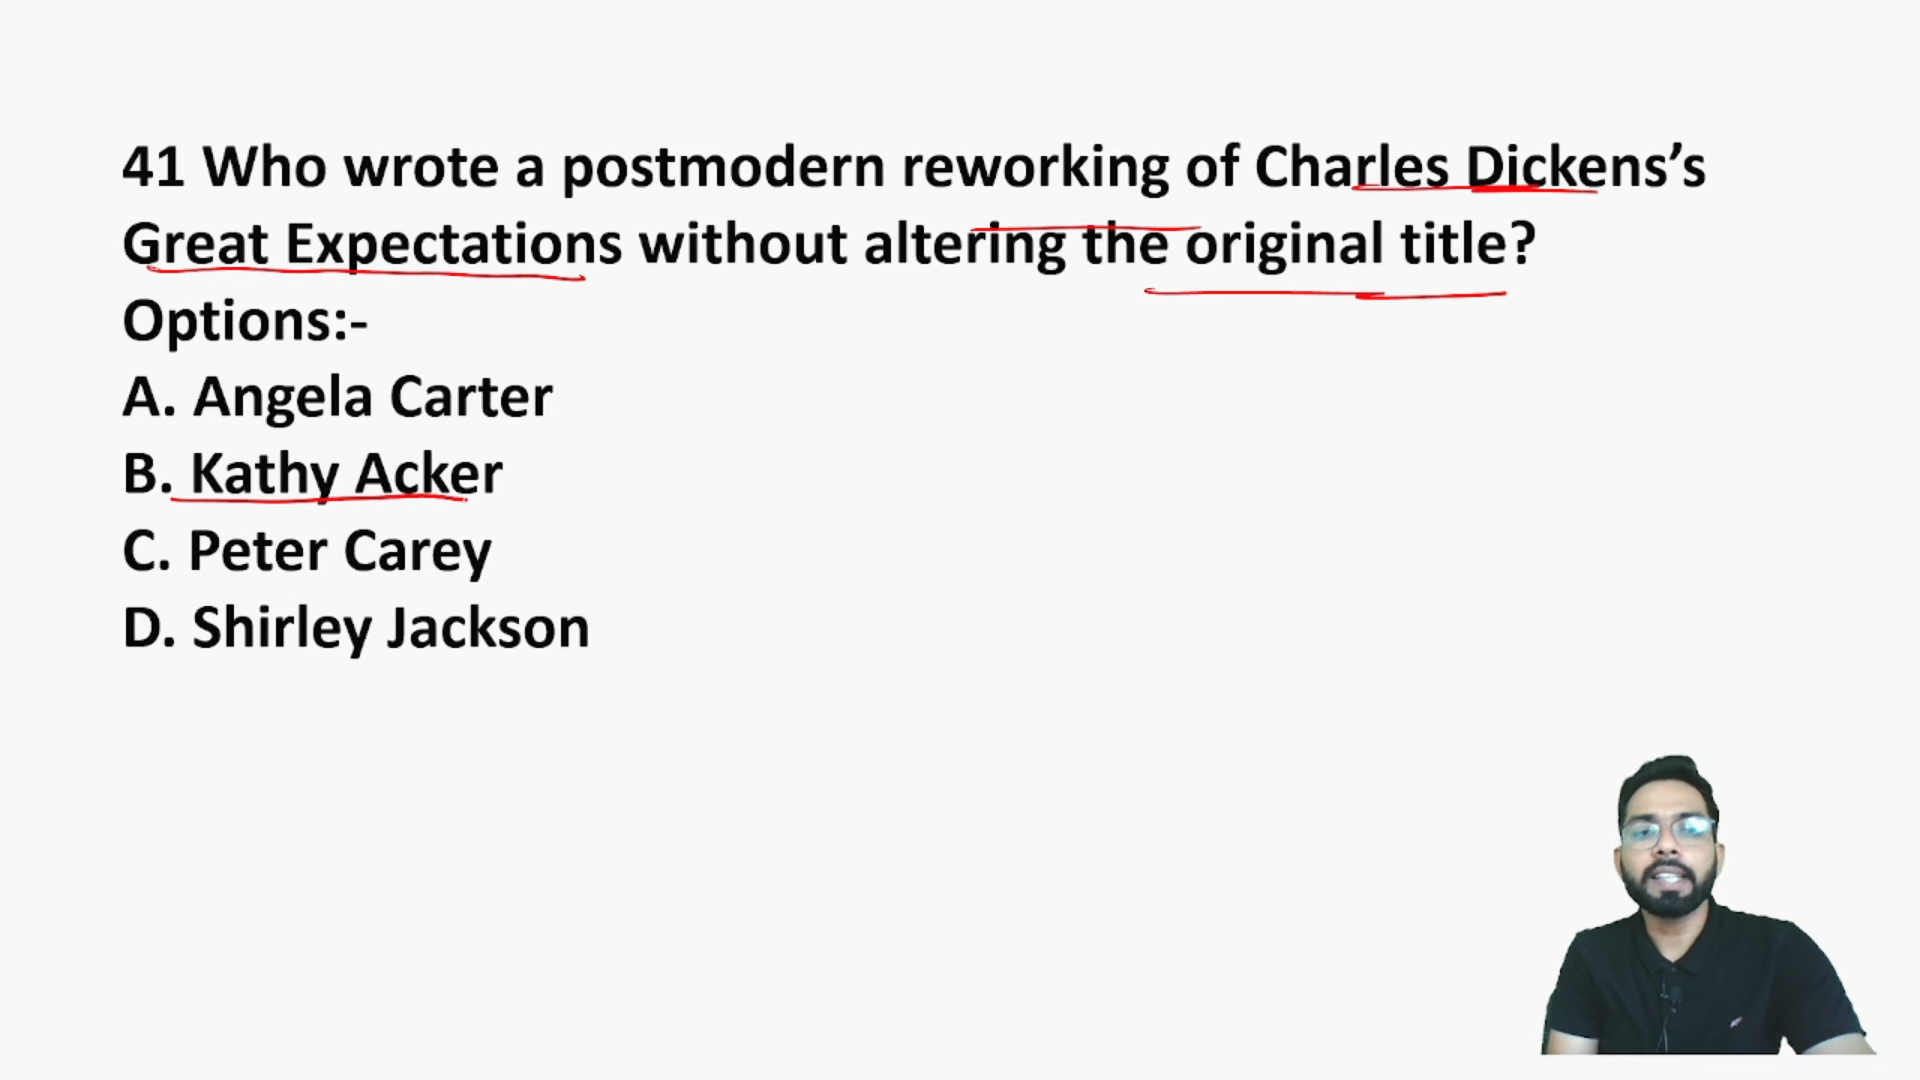 41 Who wrote a postmodern reworking of Charles Dickens’s
Great Expectations without altering the original title?
Options:-
A. Angela Carter
B. Kathy Acker
C. Peter Carey
D. Shirley Jackson